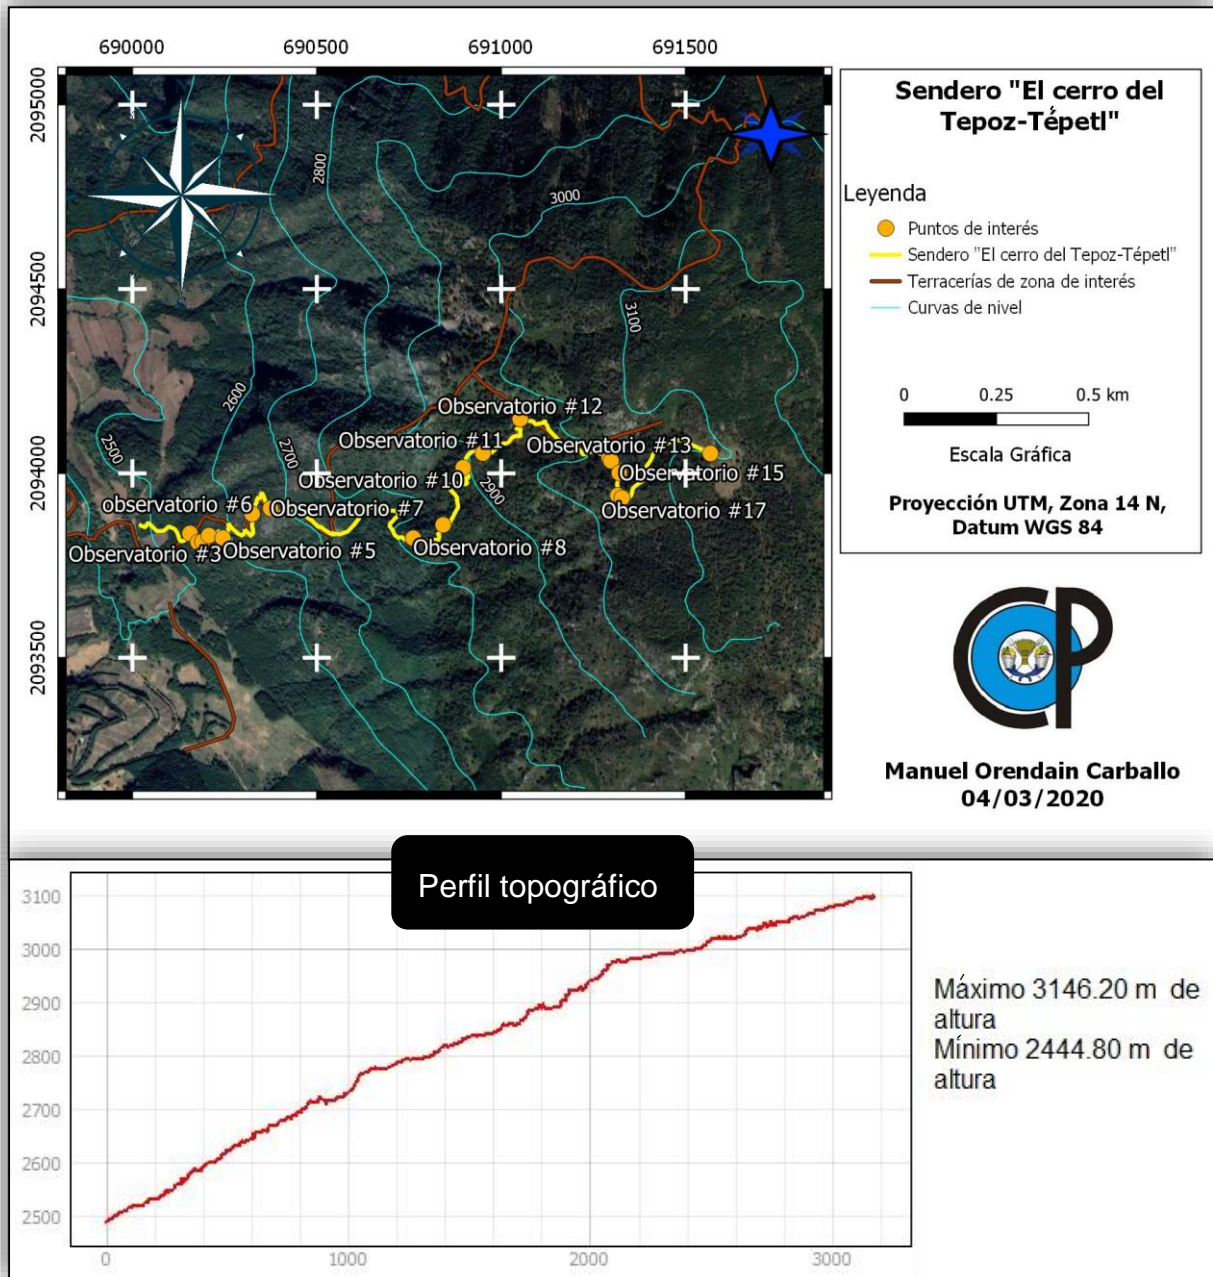 690000 690500 691000 691500
2095000
2094500
2094000
2093500
2800
3000
3100
2600
2500
2700
2900
Observatorio #12
Observatorio #11
Observatorio #13
Observatorio #10
Observatorio #15
observatorio #6
Observatorio #7
Observatorio #17
Observatorio #3
Observatorio #5
Observatorio #8
Sendero "El cerro del
Tepoz-Tépetl"
Leyenda
Puntos de interés
Sendero "El cerro del Tepoz-Tépetl"
Terracerías de zona de interés
Curvas de nivel
0 0.25 0.5 km
Escala Gráfica
Proyección UTM, Zona 14 N,
Datum WGS 84
CP
Manuel Orendain Carballo
04/03/2020
Perfil topográfico
3100
3000
2900
2800
2700
2600
2500
0 1000 2000 3000
Máximo 3146.20 m de
altura
Mínimo 2444.80 m de
altura